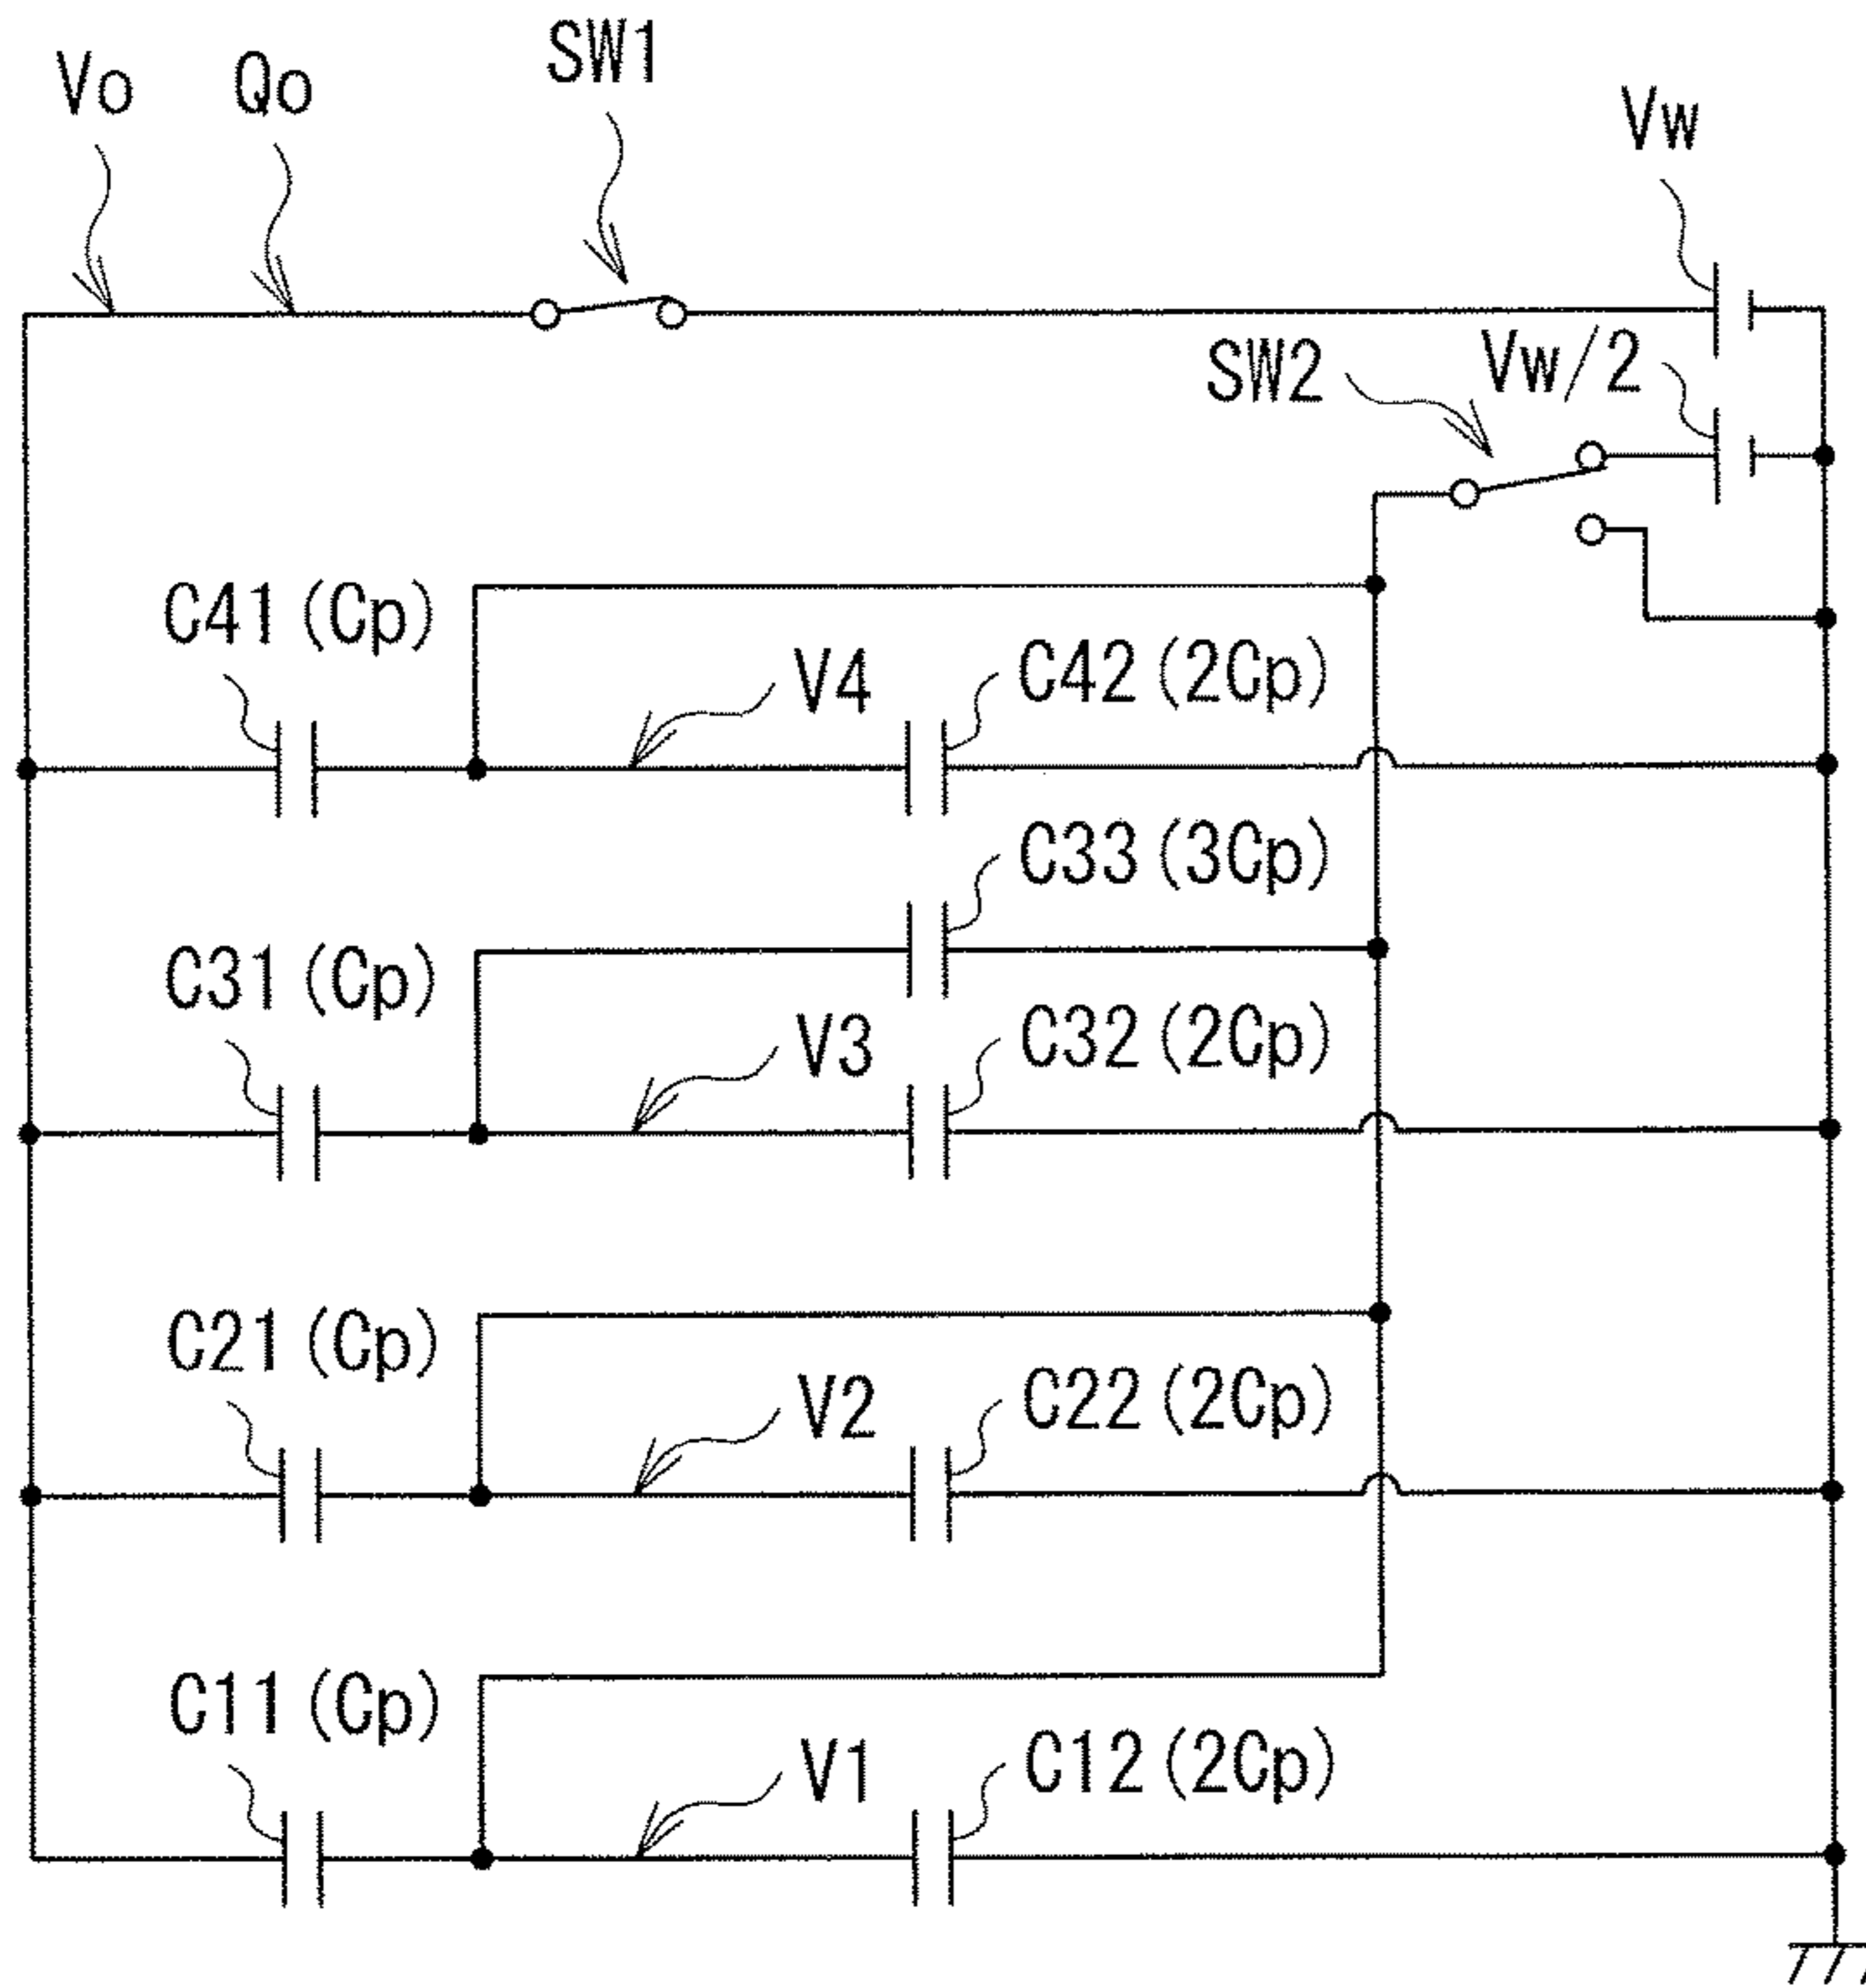 Vo
Qo
SW1
Vw
SW2
Vw/2
C41 (Cp)
V4
C42 (2Cp)
C33 (3Cp)
C31 (Cp)
V3
C32 (2Cp)
C21 (Cp)
V2
C22 (2Cp)
C11 (Cp)
V1
C12 (2Cp)